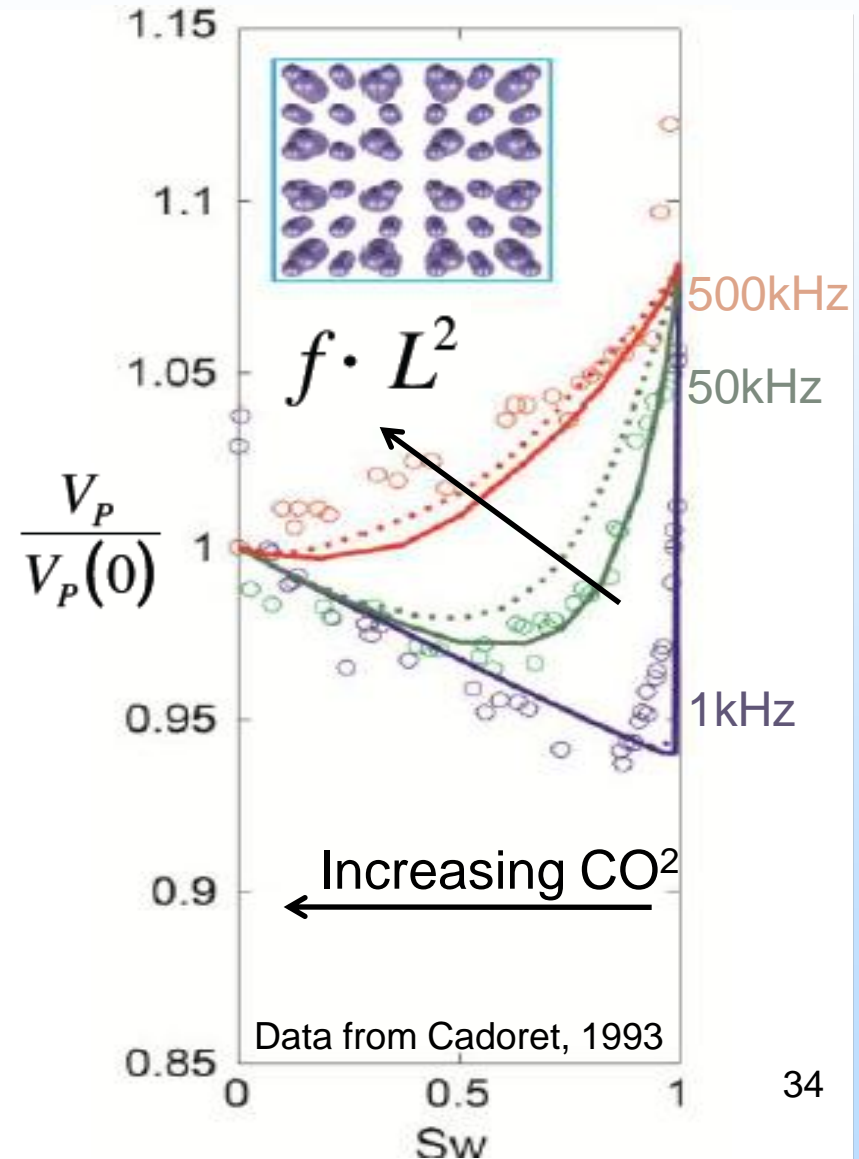 1.15
1.1
1.05
1
0.95
0.9
0.85
f · L²
V_P
V_P(0)
500kHz
50kHz
1kHz
Increasing CO²
Data from Cadoret, 1993
0 0.5 1
Sw
34